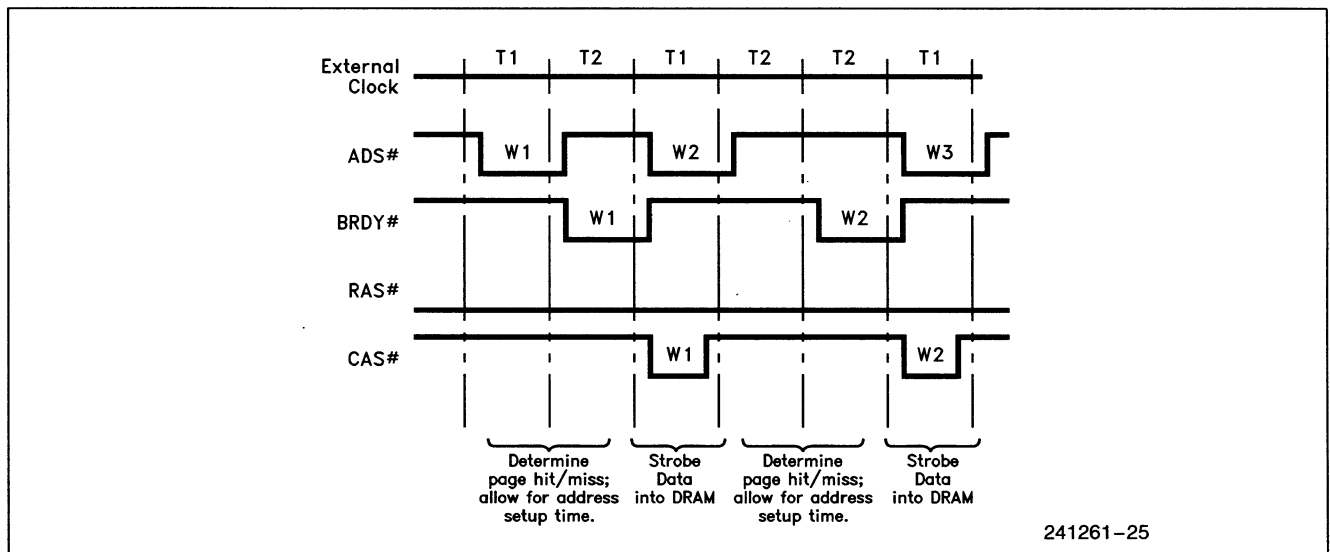 T1 T2 T1 T2 T2 T1
External
Clock
ADS# W1 W2 W3
BRDY# W1 W2
RAS#
CAS# W1 W2
Determine
page hit/miss;
allow for address
setup time.
Strobe
Data
into DRAM
Determine
page hit/miss;
allow for address
setup time.
Strobe
Data
into DRAM
241261-25